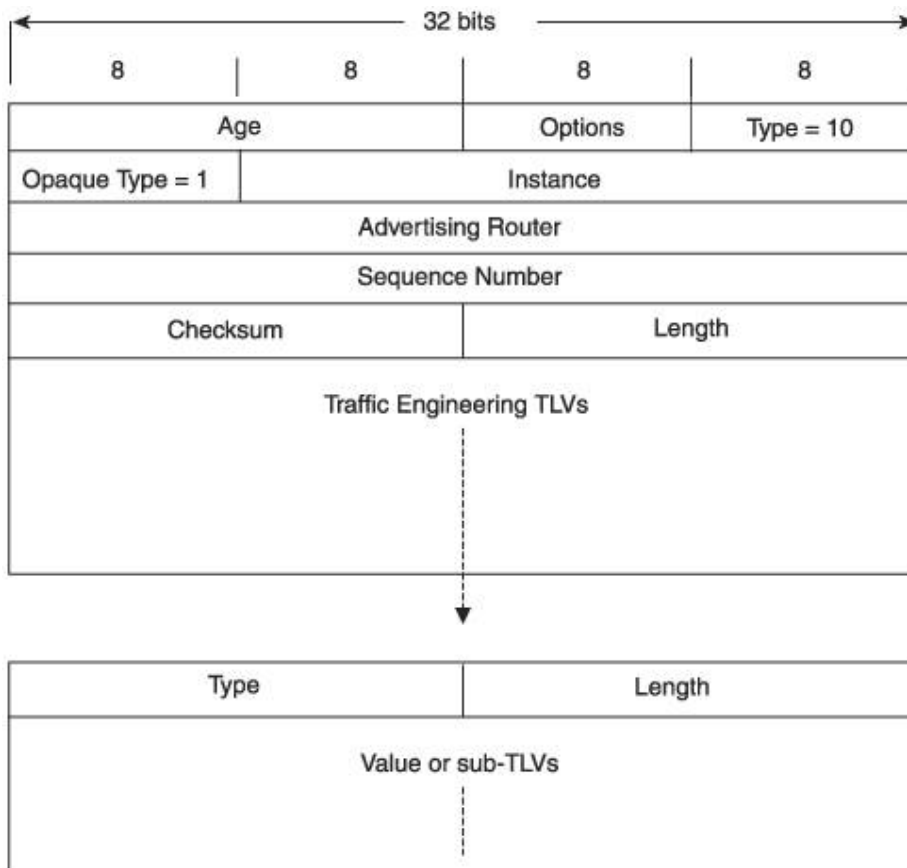 32 bits
8 8 8 8
Age Options Type = 10
Opaque Type = 1 Instance
Advertising Router
Sequence Number
Checksum Length
Traffic Engineering TLVs
Type Length
Value or sub-TLVs